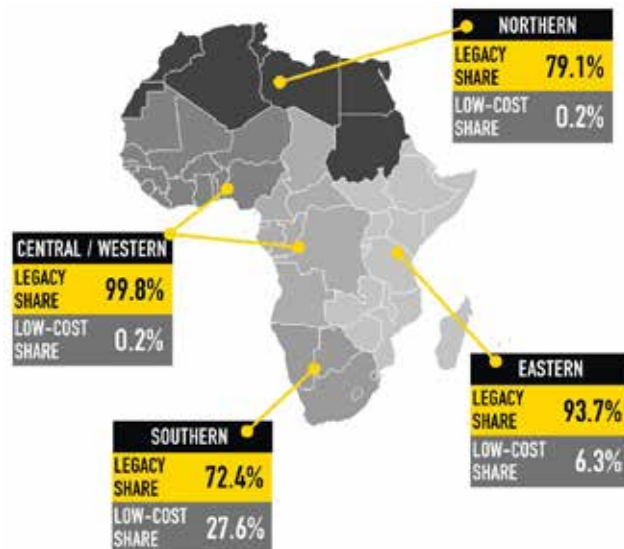 NORTHERN
LEGACY
SHARE
79.1%
LOW-COST
SHARE
0.2%
CENTRAL / WESTERN
LEGACY
SHARE
99.8%
LOW-COST
SHARE
0.2%
EASTERN
LEGACY
SHARE
93.7%
LOW-COST
SHARE
6.3%
SOUTHERN
LEGACY
SHARE
72.4%
LOW-COST
SHARE
27.6%